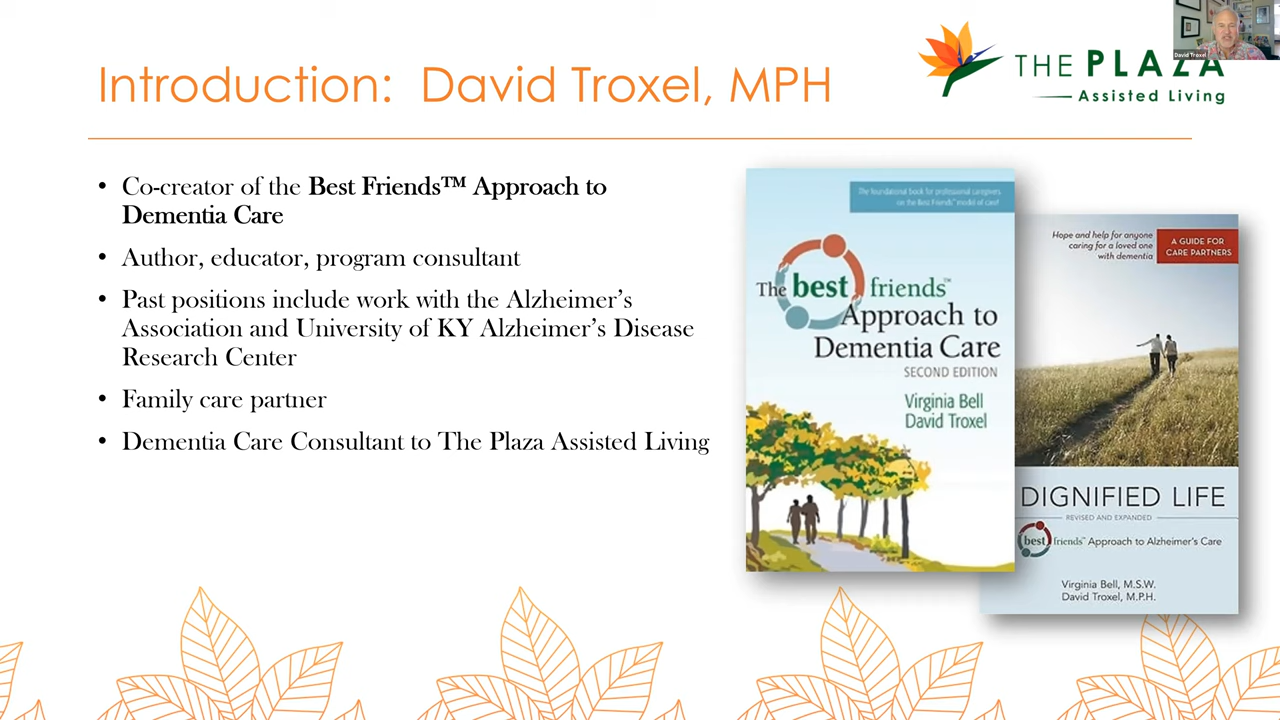 Introduction: David Troxel, MPH
David Troxel
THE PLAZA
Assisted Living
• Co-creator of the Best Friends™ Approach to
Dementia Care
• Author, educator, program consultant
• Past positions include work with the Alzheimer's
Association and University of KY Alzheimer's Disease
Research Center
• Family care partner
• Dementia Care Consultant to The Plaza Assisted Living
The foundational book for professional caregivers
on the Best Friends™ model of care!
The best friends™
Approach to
Dementia Care
SECOND EDITION
Virginia Bell
David Troxel
Hope and help for anyone
caring for a loved one
with dementia
A GUIDE FOR
CARE PARTNERS
DIGNIFIED LIFE
REVISED AND EXPANDED
best friends™ Approach to Alzheimer's Care
Virginia Bell, M.S.W.
David Troxel, M.P.H.